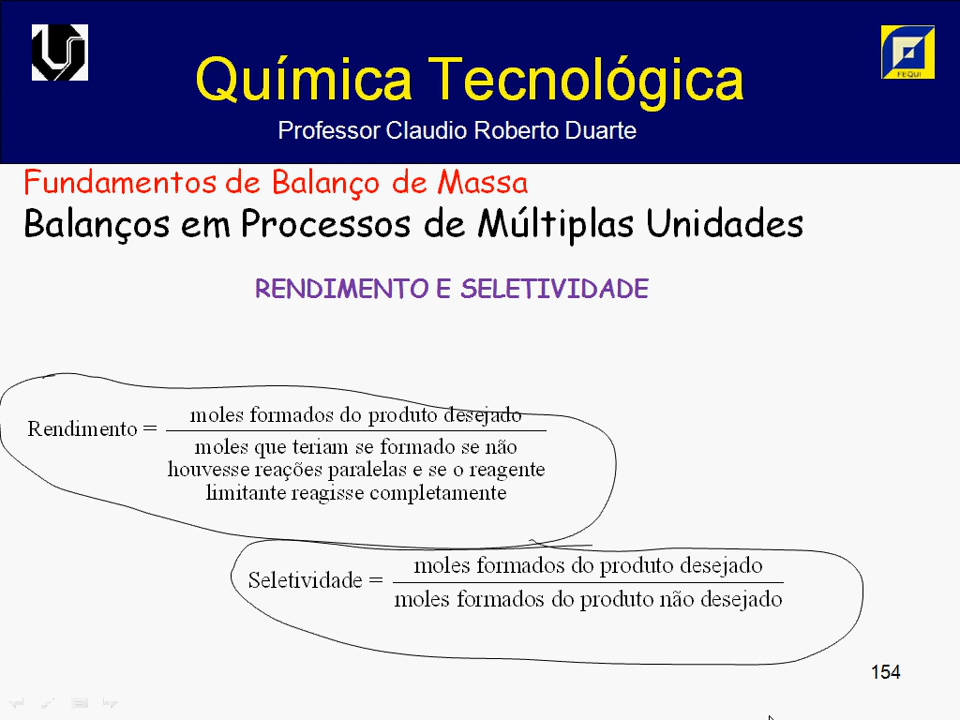 Química Tecnológica
FEQUI
Professor Claudio Roberto Duarte
Fundamentos de Balanço de Massa
Balanços em Processos de Múltiplas Unidades
RENDIMENTO E SELETIVIDADE
Rendimento = moles formados do produto desejado
moles que teriam se formado se não
houvesse reações paralelas e se o reagente
limitante reagisse completamente
Seletividade = moles formados do produto desejado
moles formados do produto não desejado
154